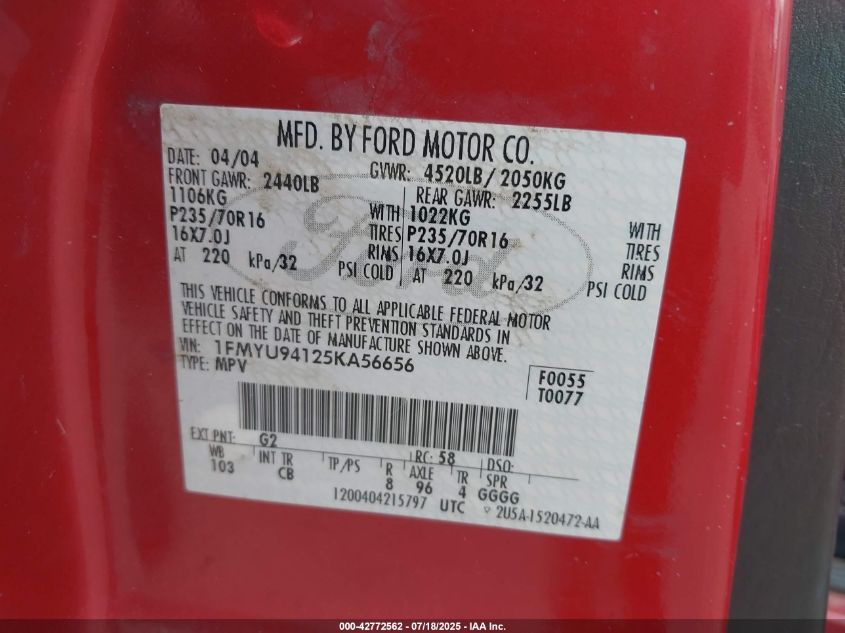 MFD. BY FORD MOTOR CO.
DATE: 04/04 GVWR: 4520LB/ 2050KG
FRONT GAWR: 2440LB REAR GAWR: 2255LB
1106KG WITH 1022KG WITH
P235/70R16 TIRES P235/70R16 TIRES
16X7.0J RIMS 16X7.0J RIMS
AT 220 kPa/32 PSI COLD AT 220 kPa/32 PSI COLD
Ford
THIS VEHICLE CONFORMS TO ALL APPLICABLE FEDERAL MOTOR
VEHICLE SAFETY AND THEFT PREVENTION STANDARDS IN
EFFECT ON THE DATE OF MANUFACTURE SHOWN ABOVE.
VIN: 1FMYU94125KA56656
TYPE: MPV
F0055
T0077
EXT PNT: G2 RC: 58 DSO:
WB INT TR TP/PS R AXLE TR SPR
103 CB 8 96 4 GGGG
1200404215797 UTC ▽ 2U5A-1520472-AA
000-42772562 - 07/18/2025 - IAA Inc.